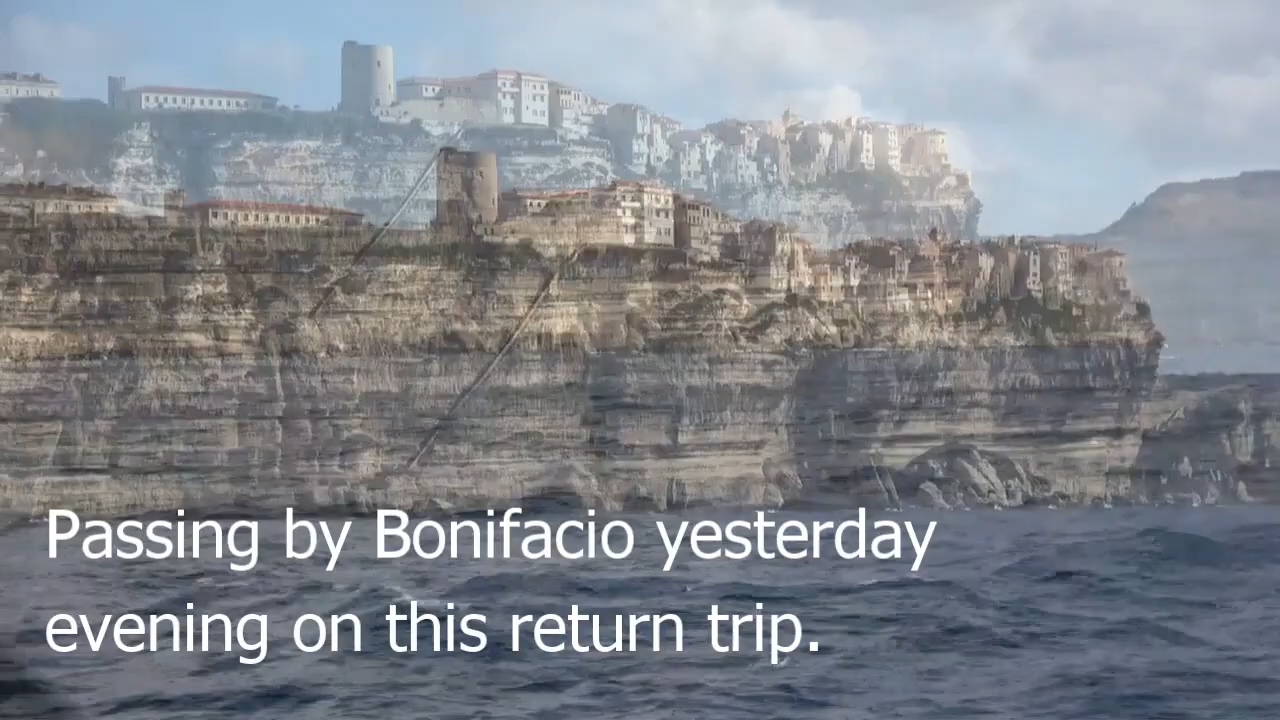 Passing by Bonifacio yesterday
evening on this return trip.